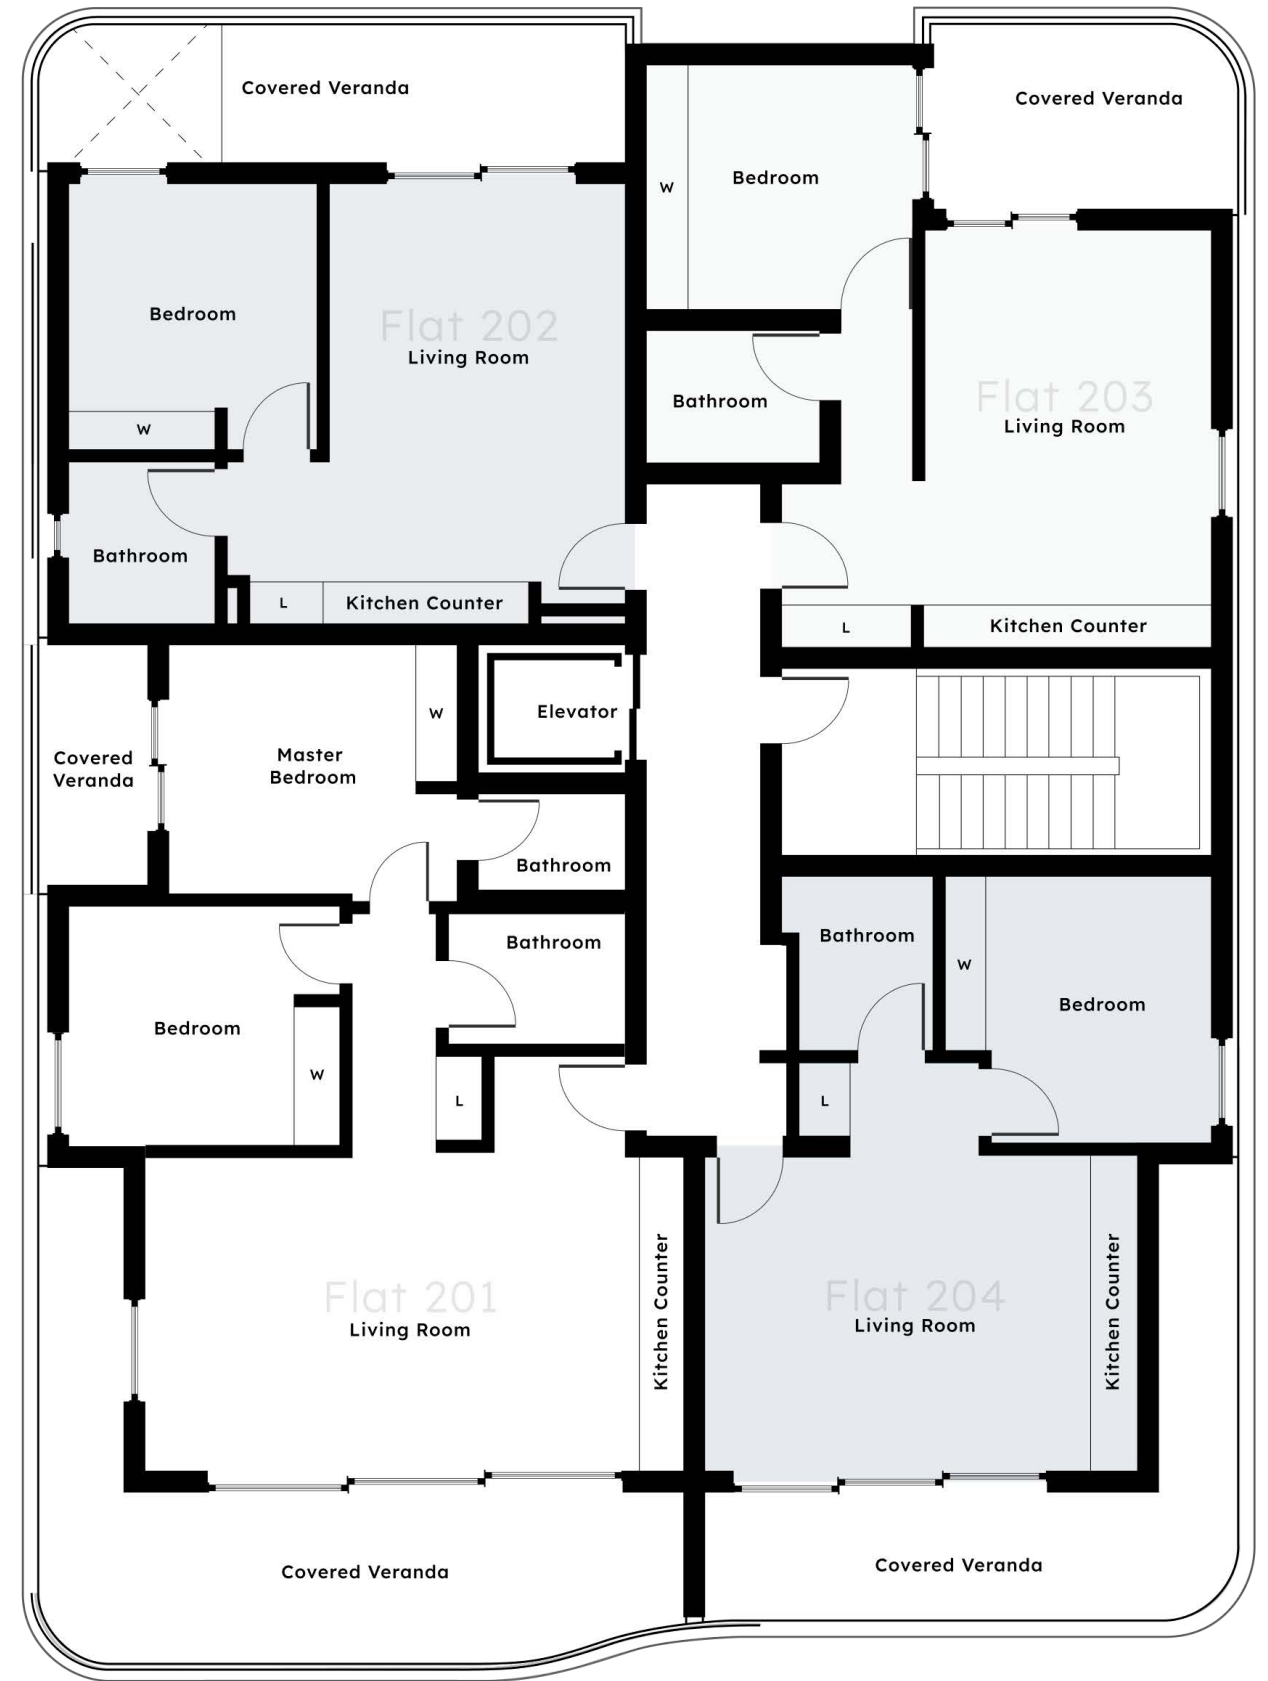 Covered Veranda
Covered Veranda
W
Bedroom
Bedroom
Flat 202
Living Room
Flat 203
Living Room
Bathroom
W
Bathroom
L
Kitchen Counter
L
Kitchen Counter
Elevator
W
Covered
Veranda
Master
Bedroom
Bathroom
Bathroom
Bathroom
W
Bedroom
Bedroom
W
L
L
Flat 201
Living Room
Kitchen Counter
Flat 204
Living Room
Kitchen Counter
Covered Veranda
Covered Veranda